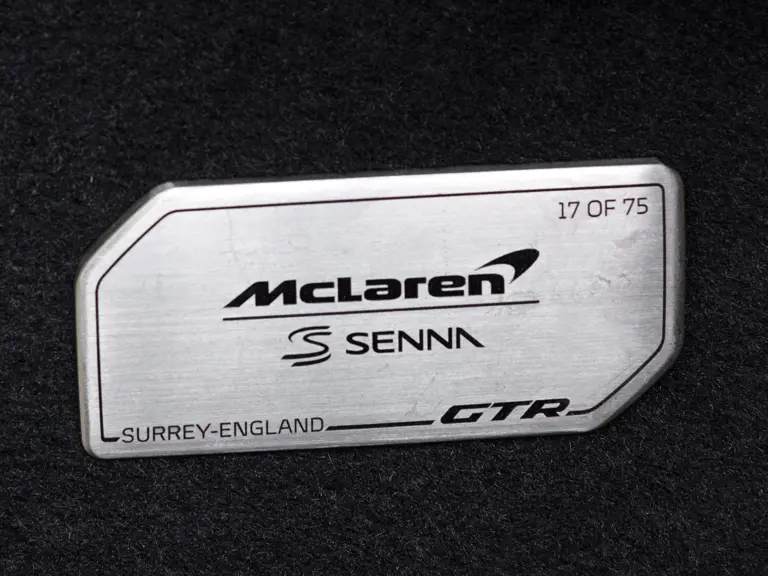 17 OF 75
McLaren
SENNA
SURREY-ENGLAND
GTR